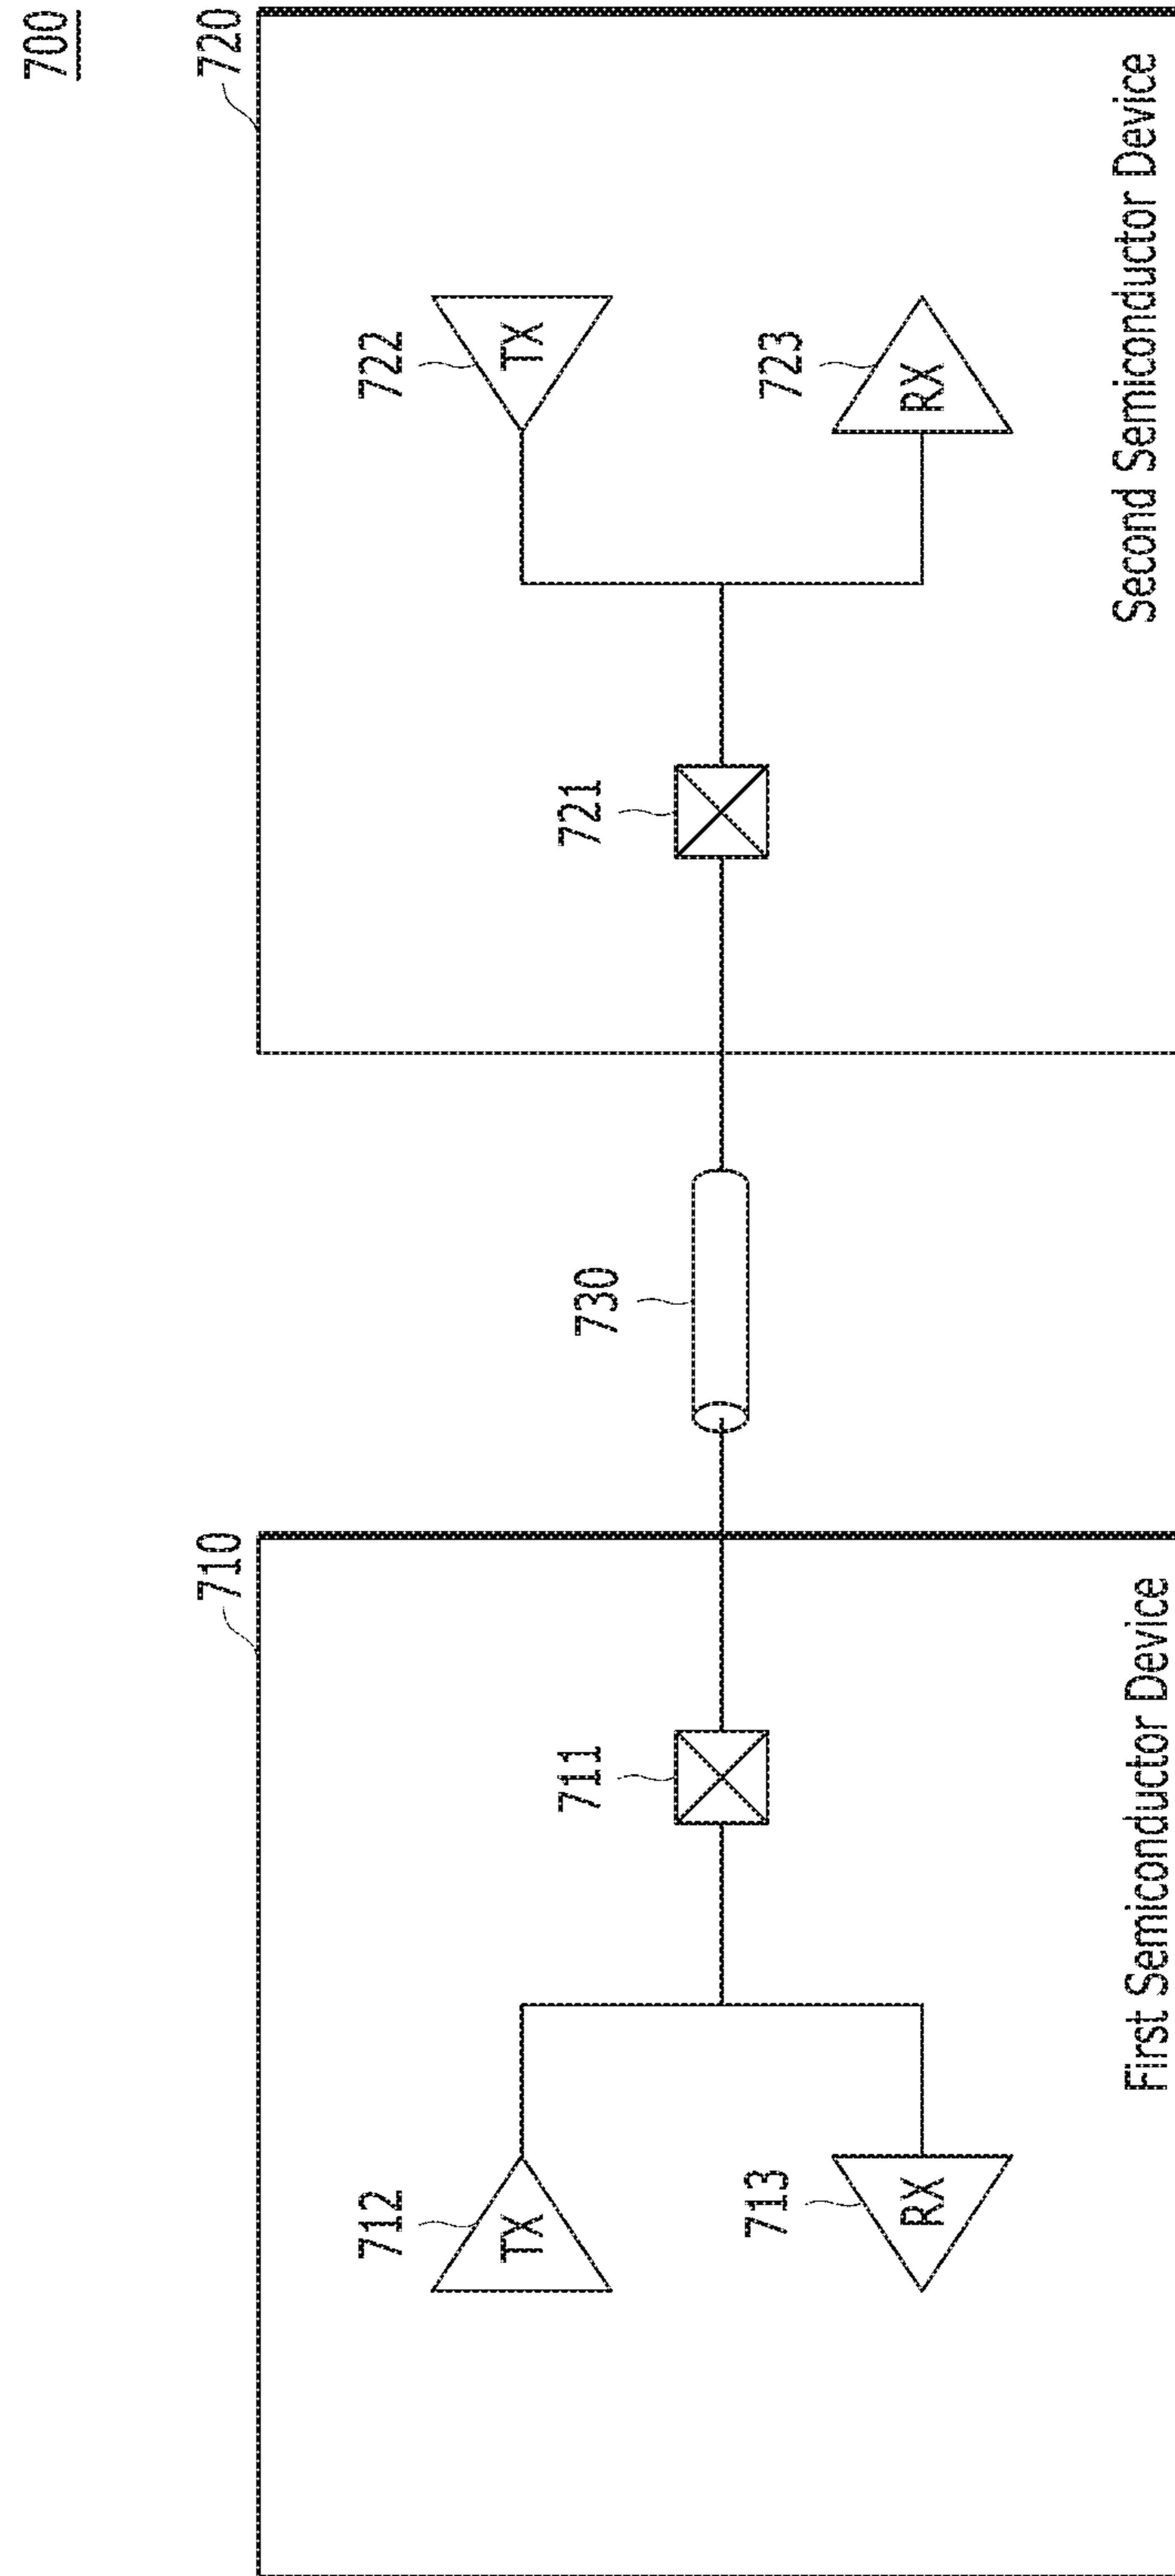 700
710
720
712
722
711
730
721
TX
TX
713
723
RX
RX
First Semiconductor Device
Second Semiconductor Device